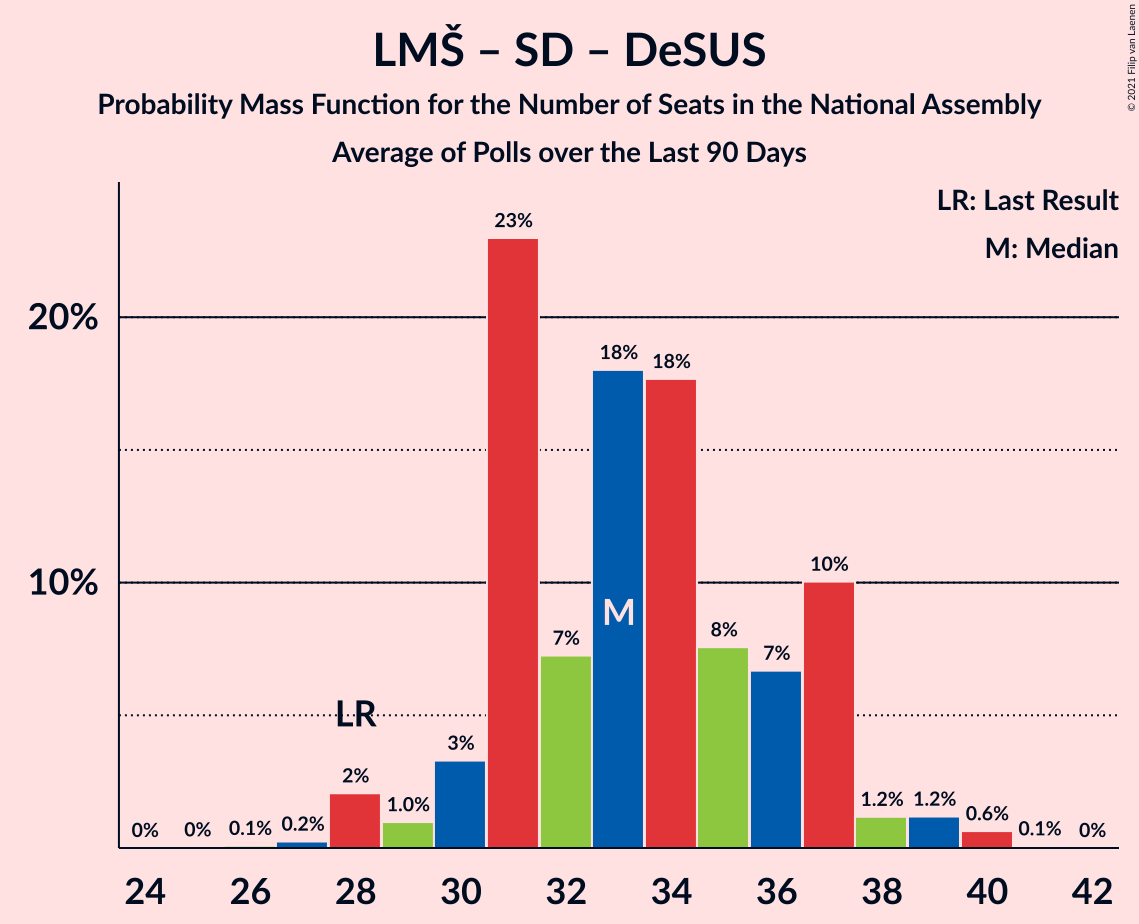 LMŠ – SD – DeSUS
Probability Mass Function for the Number of Seats in the National Assembly
Average of Polls over the Last 90 Days
© 2021 Filip van Laenen
LR: Last Result
M: Median
23%
20%
18%
18%
10%
10%
8%
7%
7%
M
LR
3%
2%
1.0%
1.2%
1.2%
0.6%
0%
0%
0.1%
0.2%
0.1%
0%
24 26 28 30 32 34 36 38 40 42